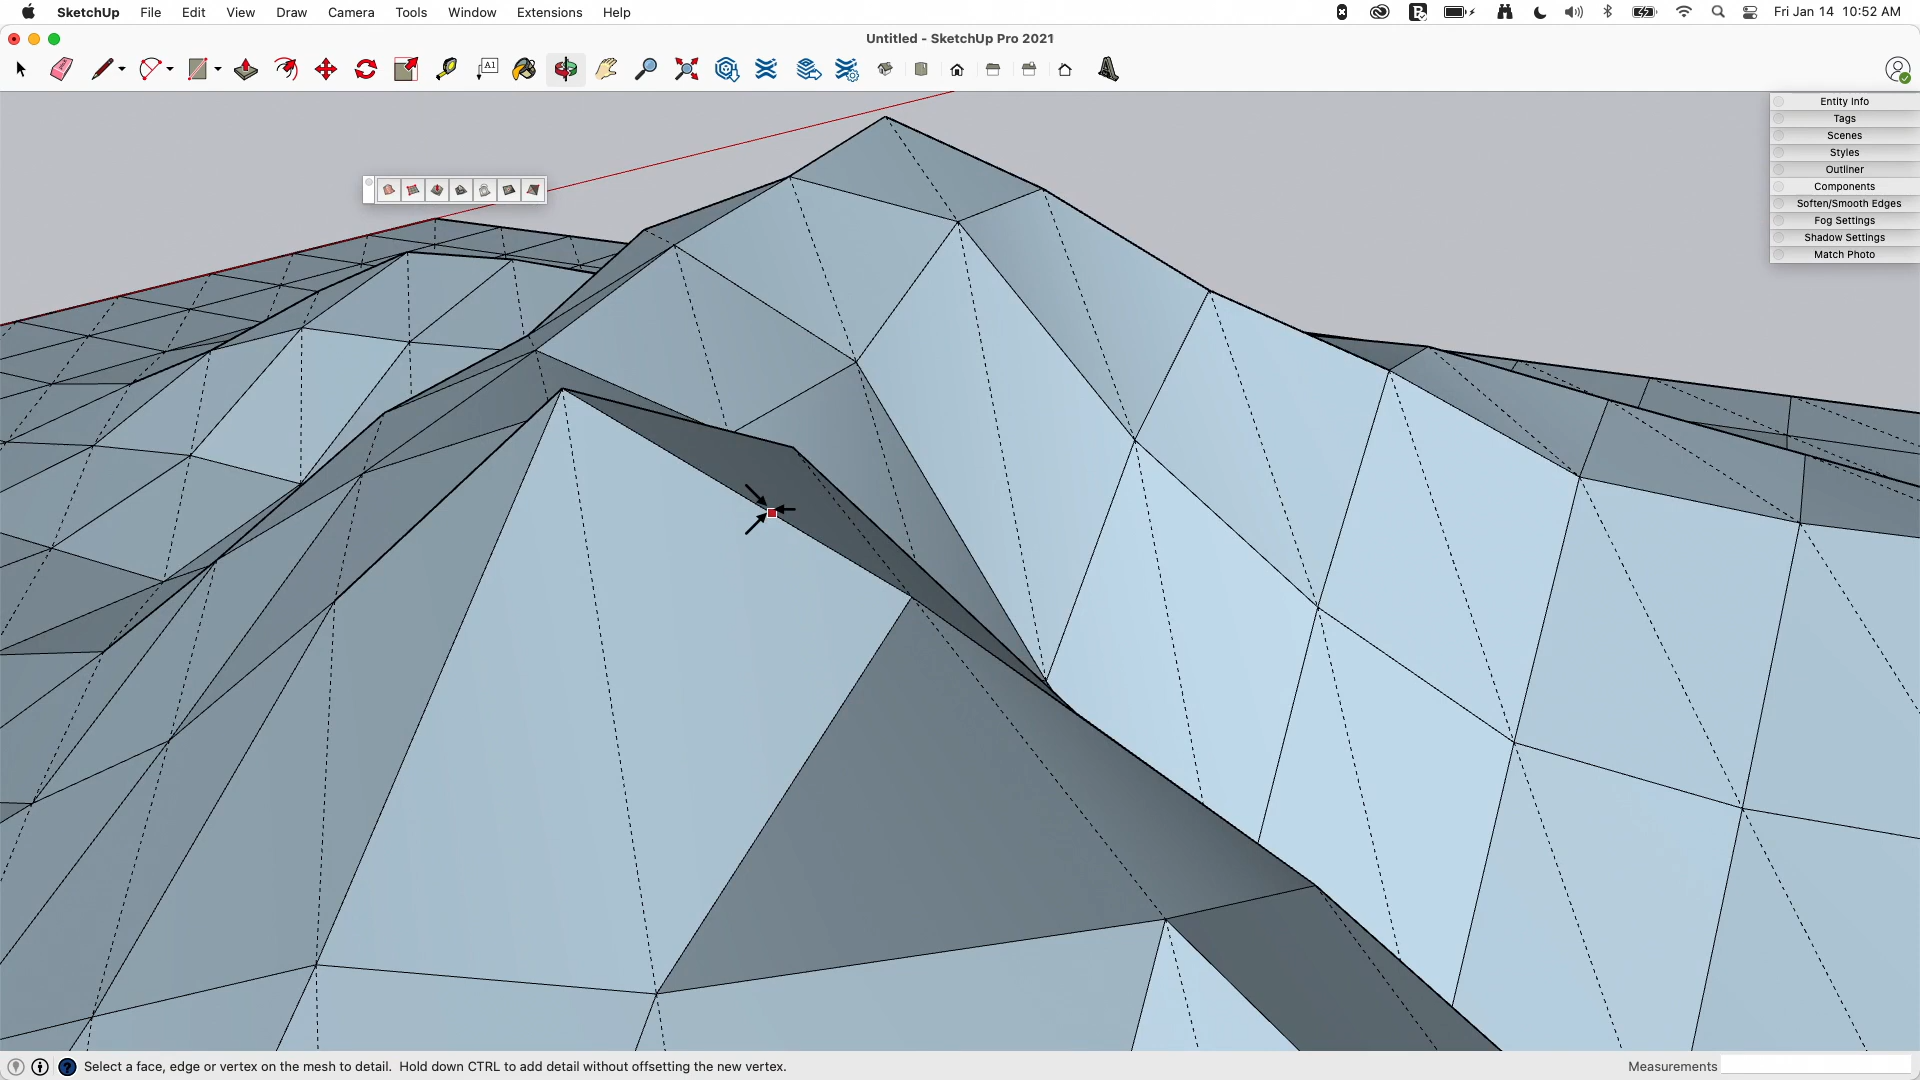 SketchUp File Edit View Draw Camera Tools Window Extensions Help Fri Jan 14 10:52 AM
Untitled - SketchUp Pro 2021
A1
Entity Info
Tags
Scenes
Styles
Outliner
Components
Soften/Smooth Edges
Fog Settings
Shadow Settings
Match Photo
Select a face, edge or vertex on the mesh to detail. Hold down CTRL to add detail without offsetting the new vertex. Measurements